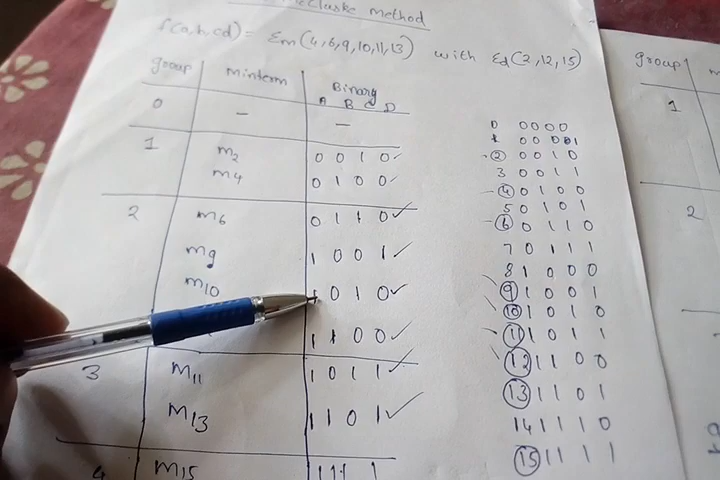 McCluske method
f(a,b,cd) = Σm(4,6,9,10,11,13) with Σd(2,12,15)
group minterm Binary
A B C D
0 — —
1 m2 0 0 1 0 ✓
m4 0 1 0 0 ✓
2 m6 0 1 1 0 ✓
m9 1 0 0 1 ✓
m10 1 0 1 0 ✓
1 1 0 0 ✓
3 m11 1 0 1 1 ✓
m13 1 1 0 1 ✓
4 m15 1 1 1 1
0 0 0 0 0
1 0 0 0 1
2 0 0 1 0
3 0 0 1 1
4 0 1 0 0
5 0 1 0 1
6 0 1 1 0
7 0 1 1 1
8 1 0 0 0
9 1 0 0 1
10 1 0 1 0
11 1 0 1 1
12 1 1 0 0
13 1 1 0 1
14 1 1 1 0
15 1 1 1 1
group
1
2